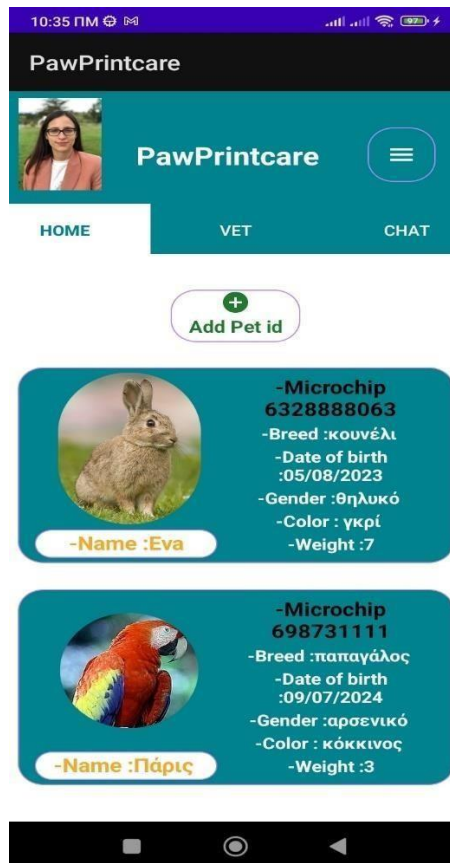 10:35 ΠΜ 97
PawPrintcare
PawPrintcare
HOME VET CHAT
Add Pet id
-Microchip
6328888063
-Breed :κουνέλι
-Date of birth
:05/08/2023
-Gender :θηλυκό
-Color : γκρί
-Weight :7
-Name :Eva
-Microchip
698731111
-Breed :παπαγάλος
-Date of birth
:09/07/2024
-Gender :αρσενικό
-Color : κόκκινος
-Weight :3
-Name :Πάρις